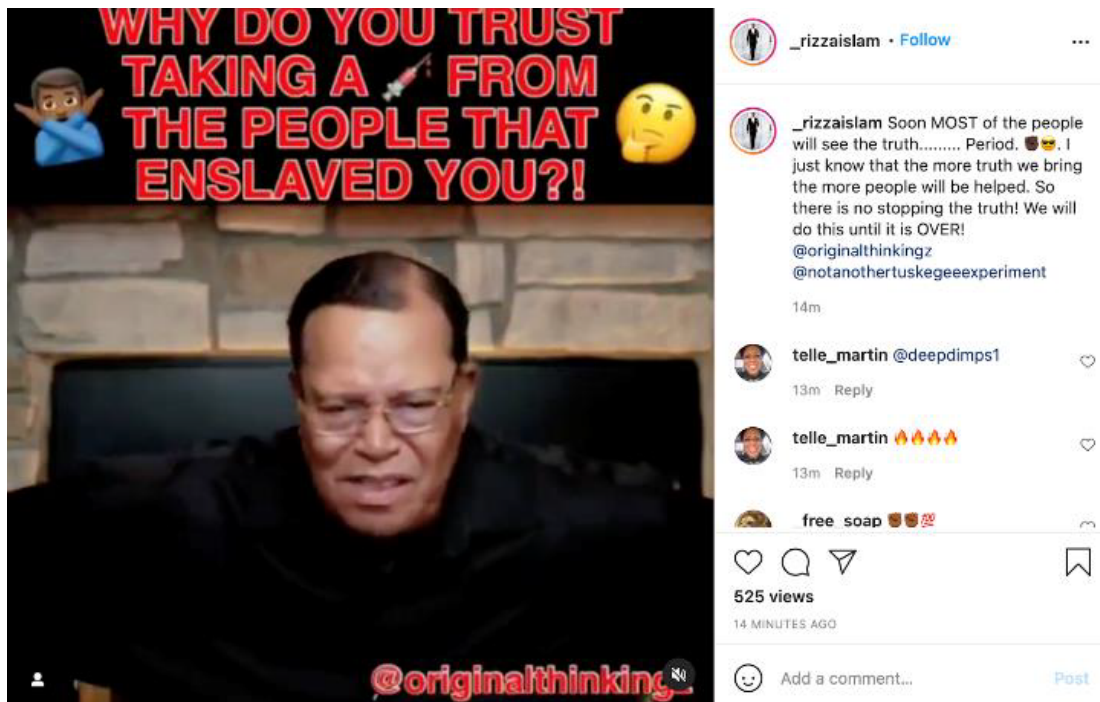 WHY DO YOU TRUST
TAKING A 💉 FROM
THE PEOPLE THAT
ENSLAVED YOU?!
@originalthinking
_rizzaislam • Follow
_rizzaislam Soon MOST of the people
will see the truth......... Period. ✊🏿😎. I
just know that the more truth we bring
the more people will be helped. So
there is no stopping the truth! We will
do this until it is OVER!
@originalthinkingz
@notanothertuskegeeexperiment
14m
telle_martin @deepdimps1
13m Reply
telle_martin 🔥🔥🔥🔥
13m Reply
_free_soap ✊🏾✊🏾💯
525 views
14 MINUTES AGO
Add a comment...
Post